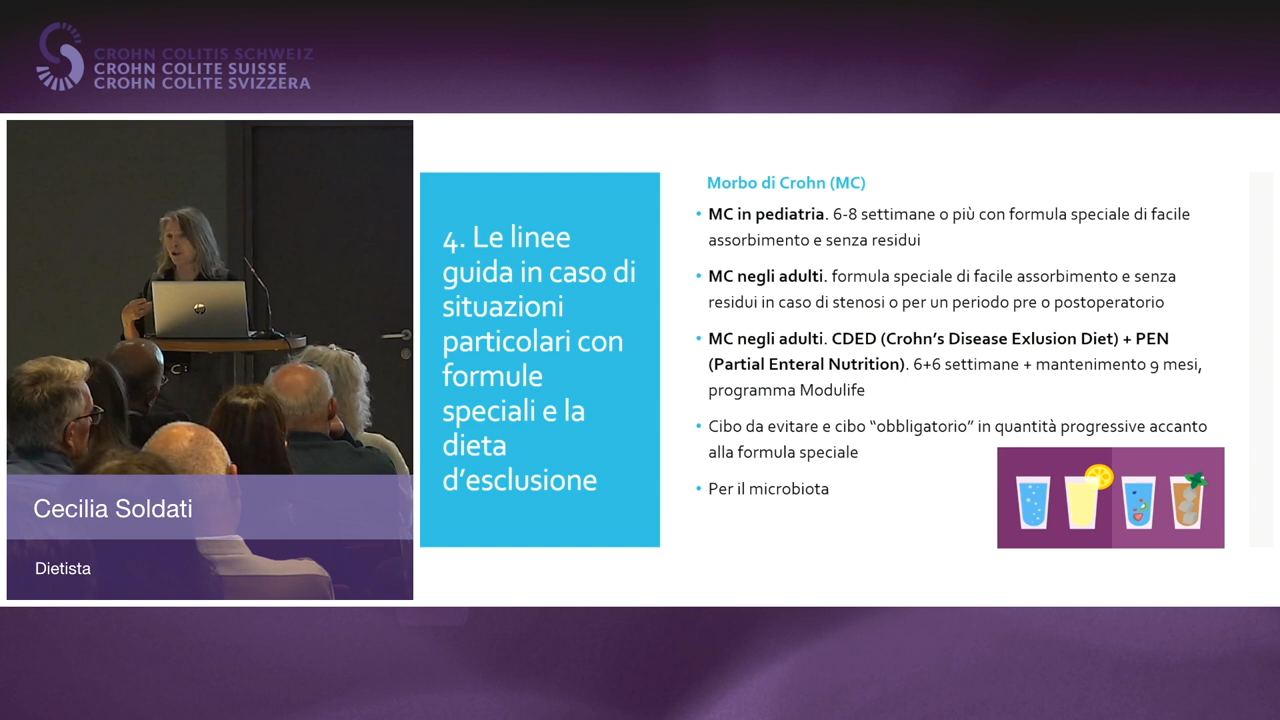 CROHN COLITIS SCHWEIZ
CROHN COLITE SUISSE
CROHN COLITE SVIZZERA
4. Le linee
guida in caso di
situazioni
particolari con
formule
speciali e la
dieta
d'esclusione
Morbo di Crohn (MC)
• MC in pediatria. 6-8 settimane o più con formula speciale di facile
assorbimento e senza residui
• MC negli adulti. formula speciale di facile assorbimento e senza
residui in caso di stenosi o per un periodo pre o postoperatorio
• MC negli adulti. CDED (Crohn's Disease Exlusion Diet) + PEN
(Partial Enteral Nutrition). 6+6 settimane + mantenimento 9 mesi,
programma Modulife
• Cibo da evitare e cibo “obbligatorio” in quantità progressive accanto
alla formula speciale
• Per il microbiota
hp
Cecilia Soldati
Dietista